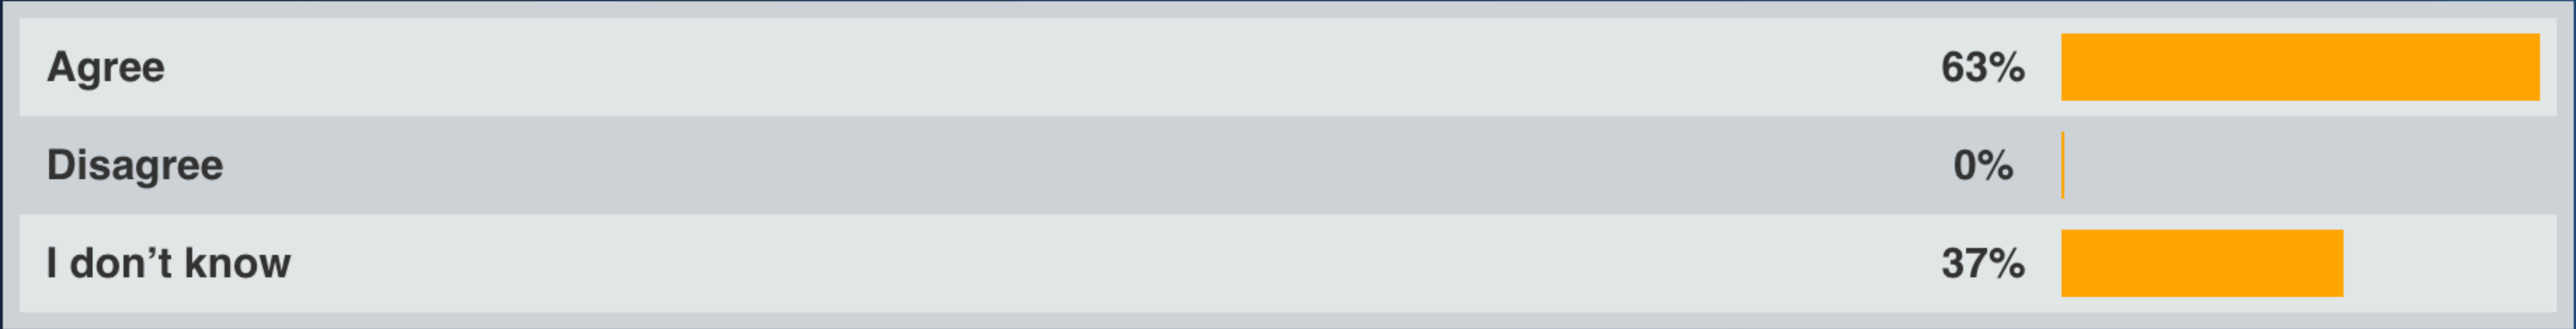 Agree 63%
Disagree 0%
I don’t know 37%